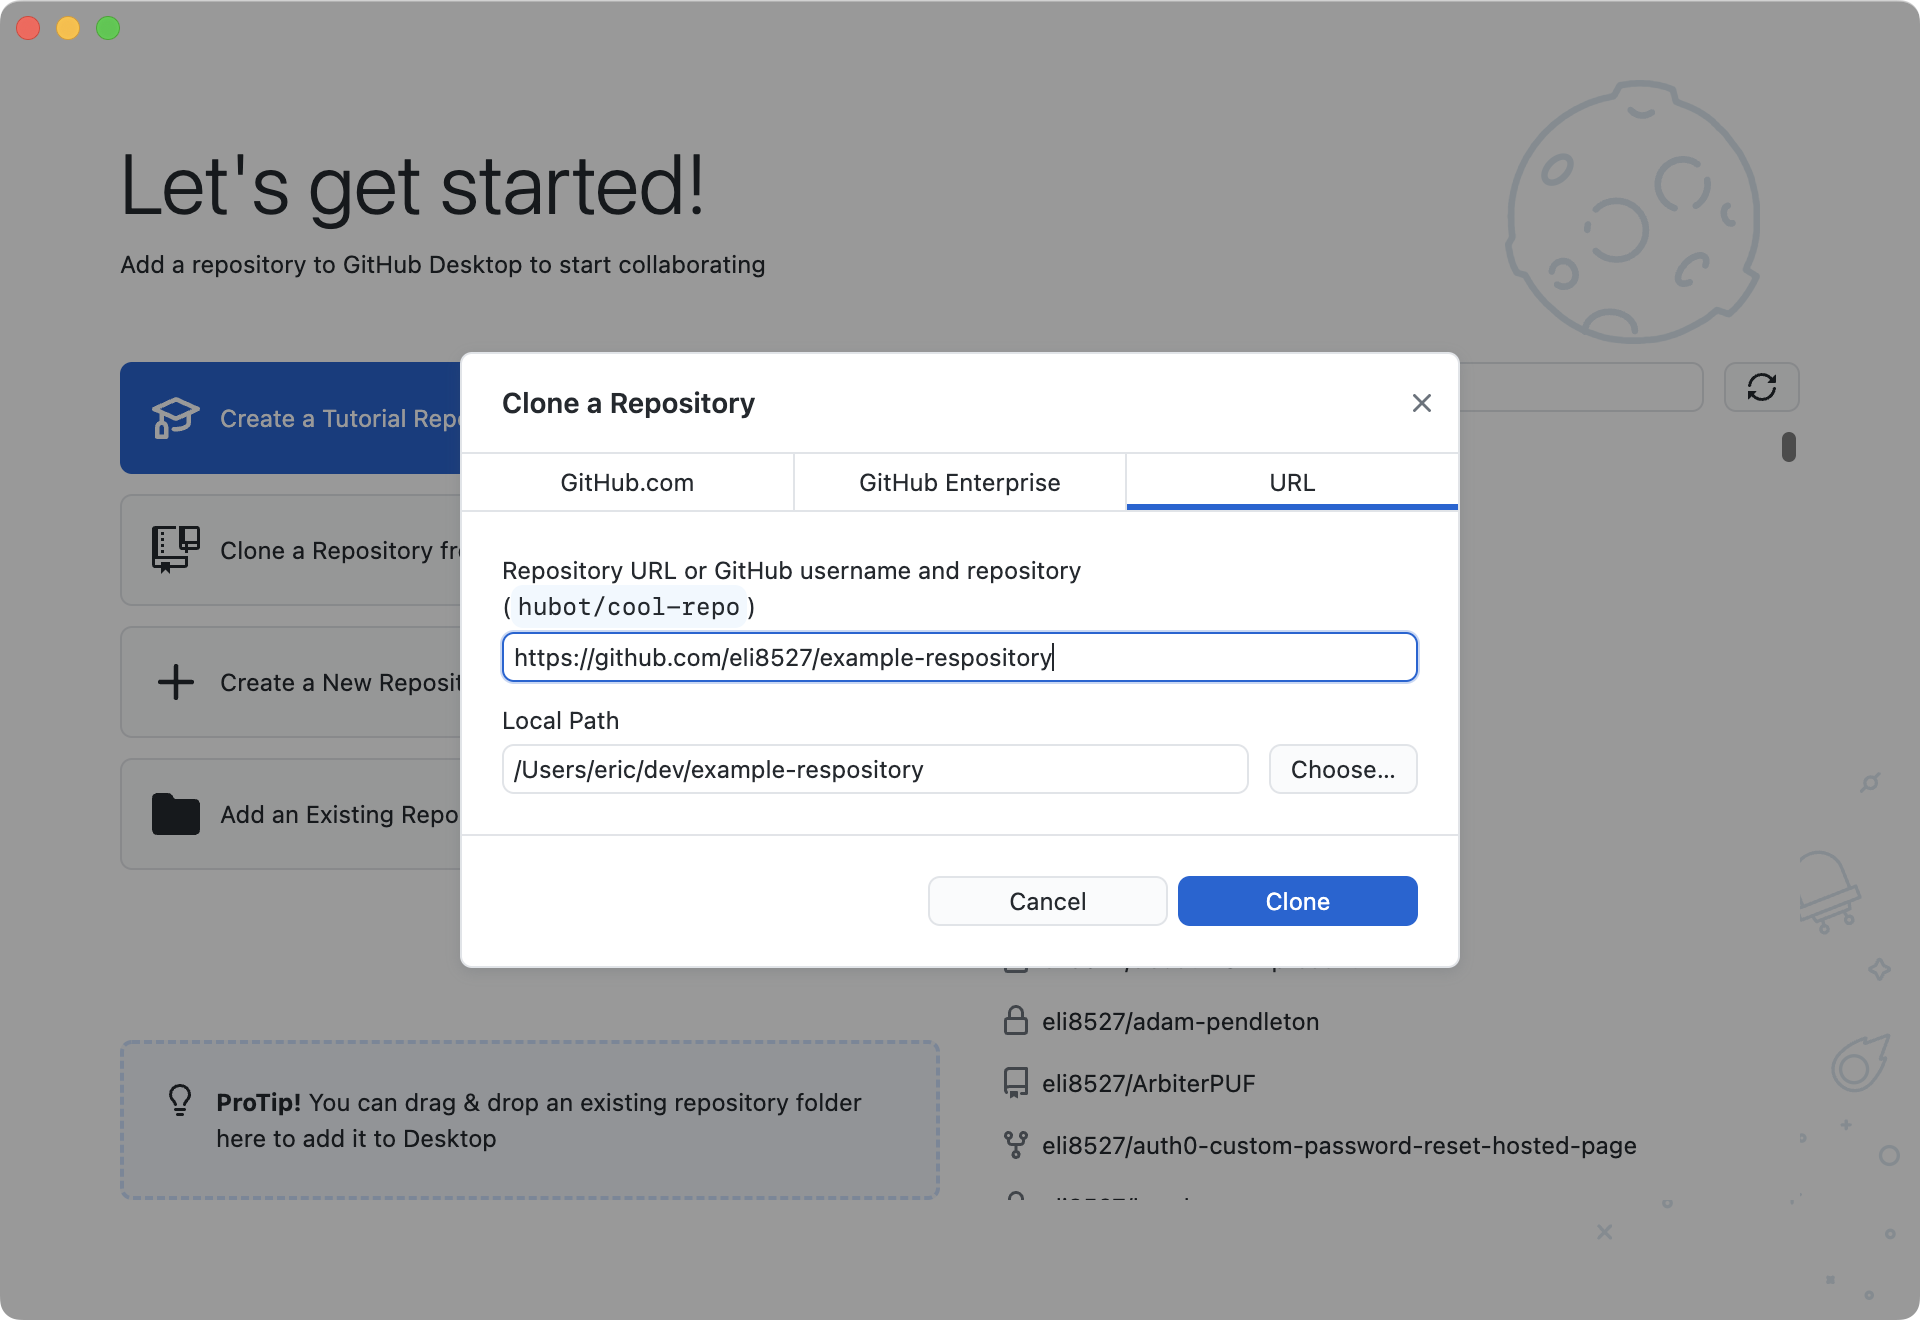 Let's get started!
Add a repository to GitHub Desktop to start collaborating
Create a Tutorial
Clone a Repository
Create a New
Add an Existing
Clone a Repository
GitHub.com
GitHub Enterprise
URL
Repository URL or GitHub username and repository
(hubot/cool-repo)
https://github.com/eli8527/example-respository
Local Path
/Users/eric/dev/example-respository
Choose...
Cancel
Clone
eli8527/adam-pendleton
eli8527/ArbiterPUF
eli8527/auth0-custom-password-reset-hosted-page
ProTip! You can drag & drop an existing repository folder
here to add it to Desktop